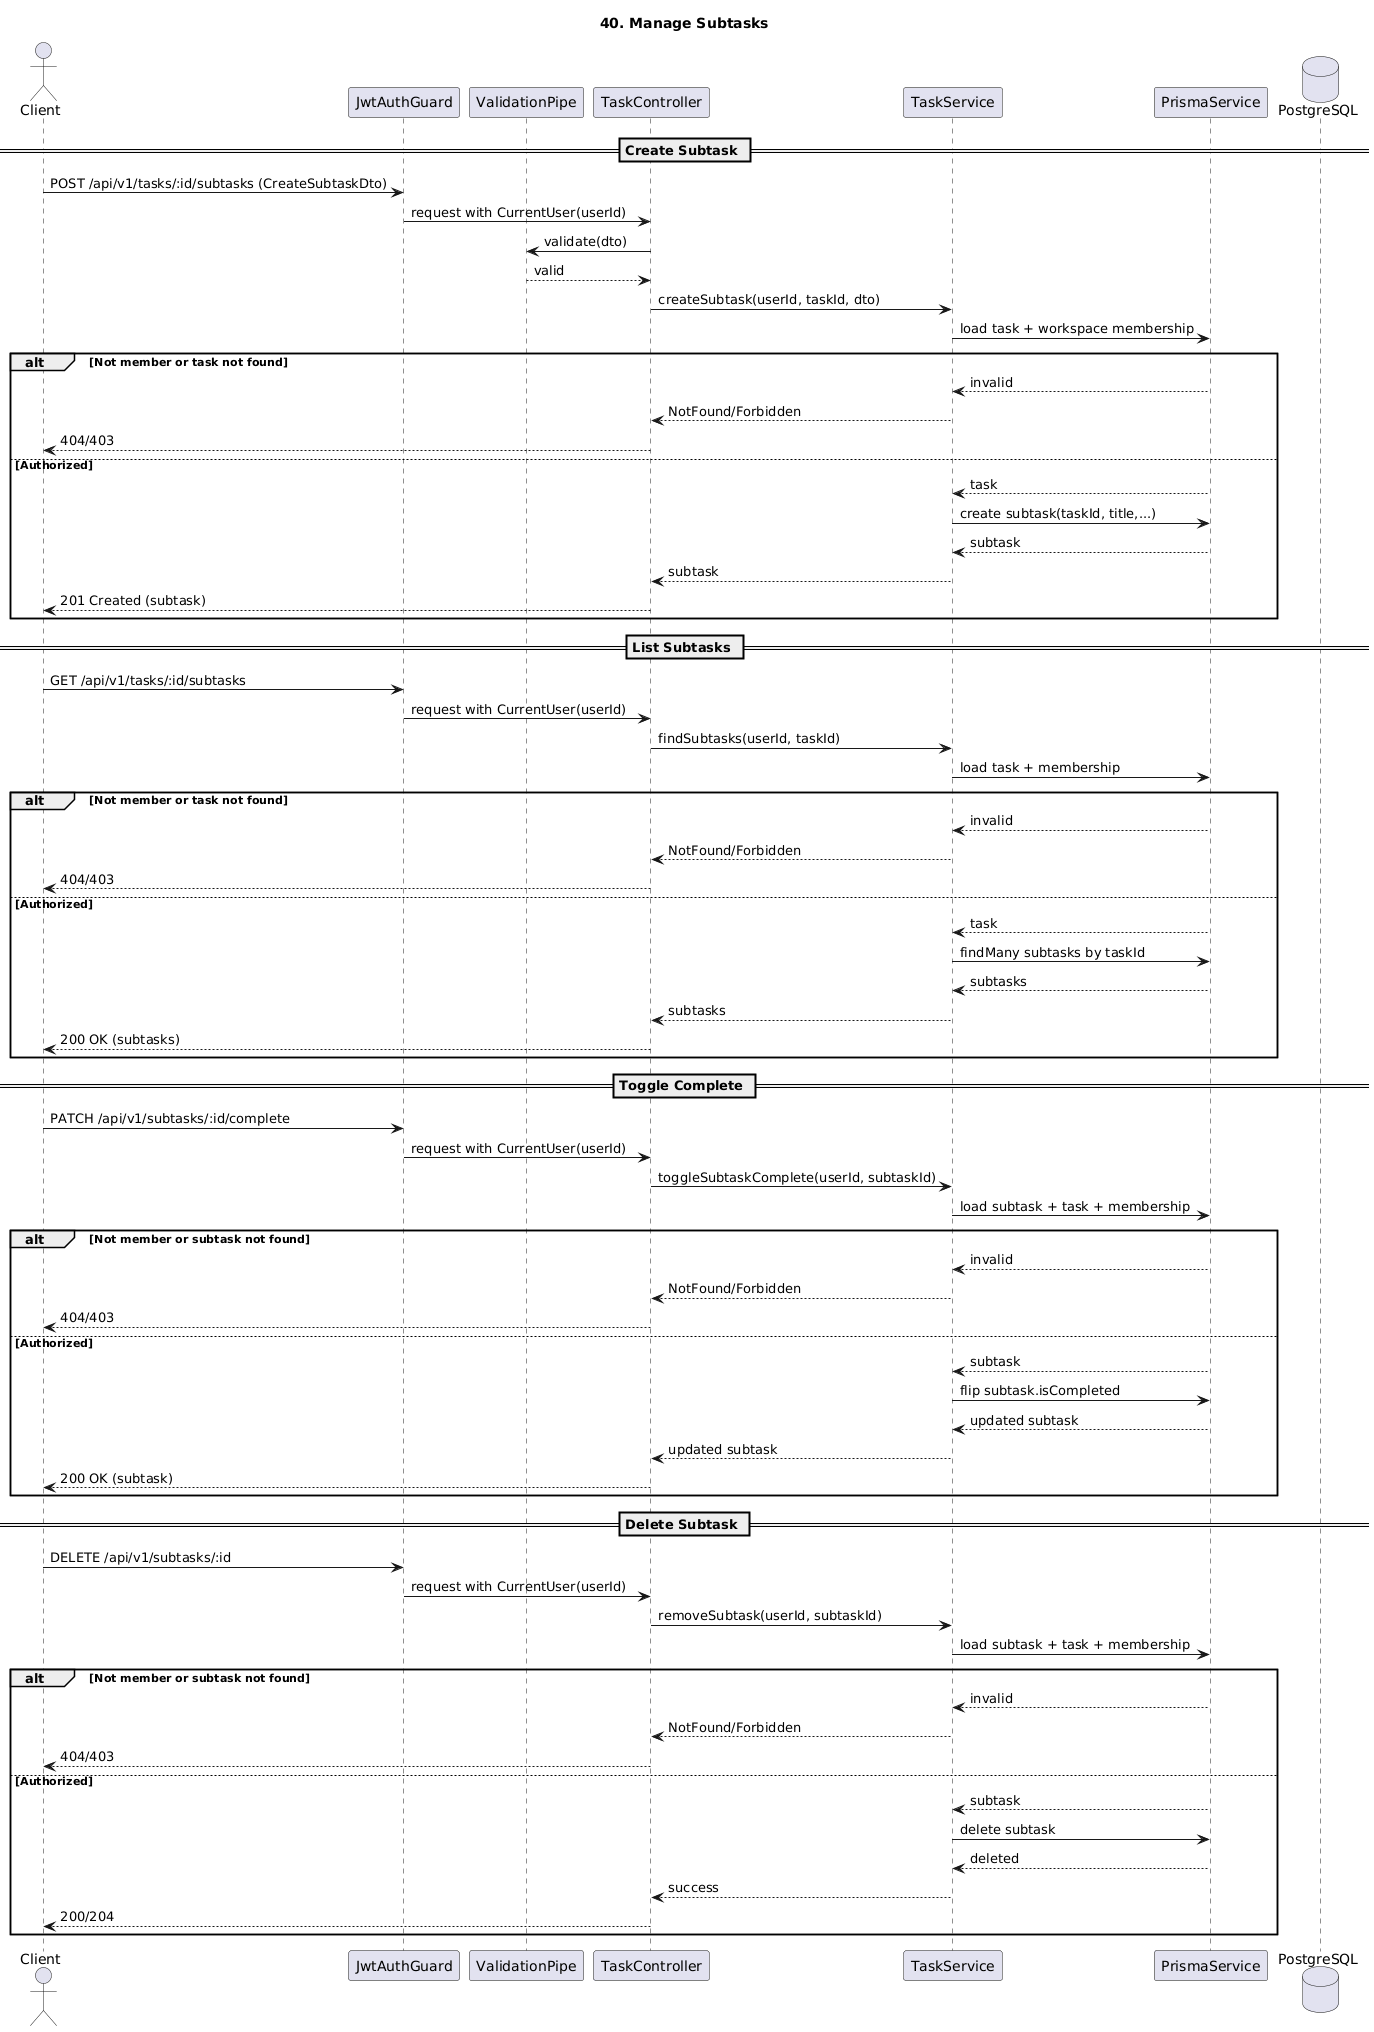 40. Manage Subtasks
Client
JwtAuthGuard
ValidationPipe
TaskController
TaskService
PrismaService
PostgreSQL
Create Subtask
POST /api/v1/tasks/:id/subtasks (CreateSubtaskDto)
request with CurrentUser(userId)
validate(dto)
valid
createSubtask(userId, taskId, dto)
load task + workspace membership
alt [Not member or task not found]
invalid
NotFound/Forbidden
404/403
[Authorized]
task
create subtask(taskId, title,...)
subtask
subtask
201 Created (subtask)
List Subtasks
GET /api/v1/tasks/:id/subtasks
request with CurrentUser(userId)
findSubtasks(userId, taskId)
load task + membership
alt [Not member or task not found]
invalid
NotFound/Forbidden
404/403
[Authorized]
task
findMany subtasks by taskId
subtasks
subtasks
200 OK (subtasks)
Toggle Complete
PATCH /api/v1/subtasks/:id/complete
request with CurrentUser(userId)
toggleSubtaskComplete(userId, subtaskId)
load subtask + task + membership
alt [Not member or subtask not found]
invalid
NotFound/Forbidden
404/403
[Authorized]
subtask
flip subtask.isCompleted
updated subtask
updated subtask
200 OK (subtask)
Delete Subtask
DELETE /api/v1/subtasks/:id
request with CurrentUser(userId)
removeSubtask(userId, subtaskId)
load subtask + task + membership
alt [Not member or subtask not found]
invalid
NotFound/Forbidden
404/403
[Authorized]
subtask
delete subtask
deleted
success
200/204
Client
JwtAuthGuard
ValidationPipe
TaskController
TaskService
PrismaService
PostgreSQL